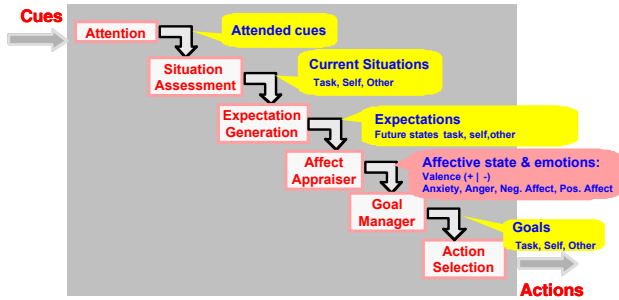 Cues
Attention
Attended cues
Situation
Assessment
Current Situations
Task, Self, Other
Expectation
Generation
Expectations
Future states task, self,other
Affect
Appraiser
Affective state & emotions:
Valence (+ | -)
Anxiety, Anger, Neg. Affect, Pos. Affect
Goal
Manager
Goals
Task, Self, Other
Action
Selection
Actions